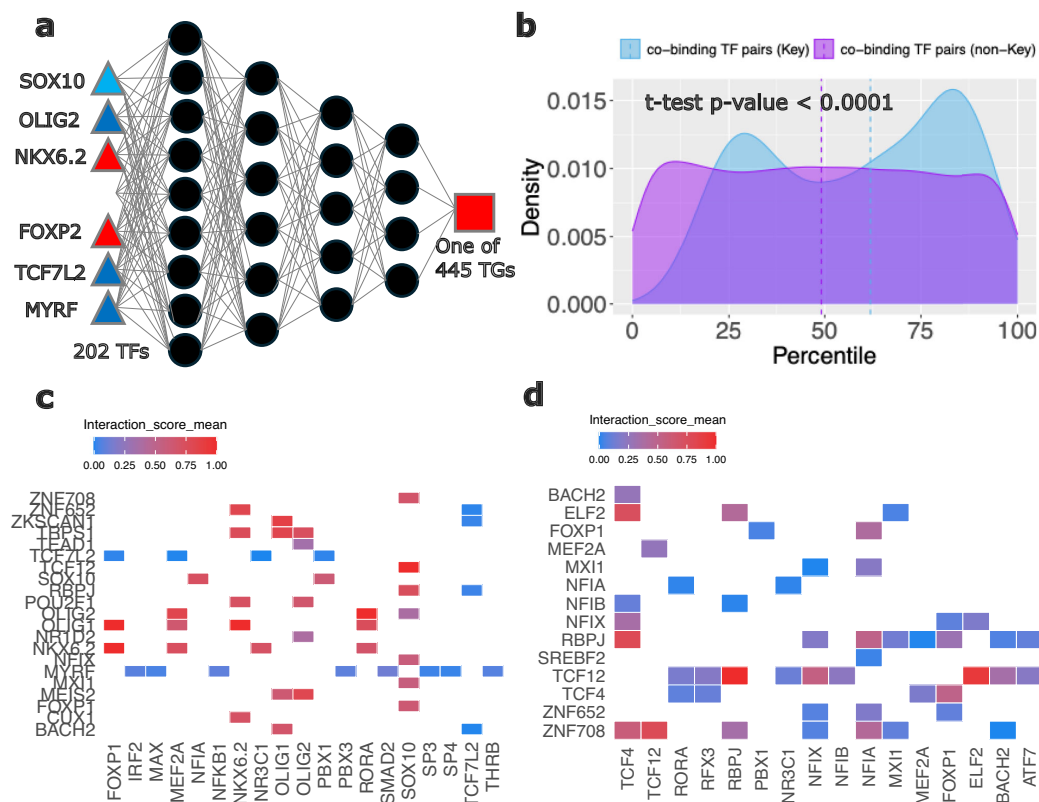 a
SOX10
OLIG2
NKX6.2
FOXP2
TCF7L2
MYRF
202 TFs
One of
445 TGs
b
co-binding TF pairs (Key)
co-binding TF pairs (non-Key)
t-test p-value < 0.0001
Density
0.015
0.010
0.005
0.000
0
25
50
75
100
Percentile
c
Interaction_score_mean
0.00 0.25 0.50 0.75 1.00
ZNF708
ZNF652
ZKSCAN1
TRPS1
TEAD1
TCF7L2
TCF12
SOX10
RBPJ
POU2F1
OLIG2
OLIG1
NR1D2
NKX6.2
NFIX
MYRF
MXI1
MEIS2
FOXP1
CUX1
BACH2
FOXP1
IRF2
MAX
MEF2A
NFIA
NFKB1
NKX6.2
NR3C1
OLIG1
OLIG2
PBX1
PBX3
RORA
SMAD2
SOX10
SP3
SP4
TCF7L2
THRB
d
Interaction_score_mean
0.00 0.25 0.50 0.75 1.00
BACH2
ELF2
FOXP1
MEF2A
MXI1
NFIA
NFIB
NFIX
RBPJ
SREBF2
TCF12
TCF4
ZNF652
ZNF708
TCF4
TCF12
RORA
RFX3
RBPJ
PBX1
NR3C1
NFIX
NFIB
NFIA
MXI1
MEF2A
FOXP1
ELF2
BACH2
ATF7